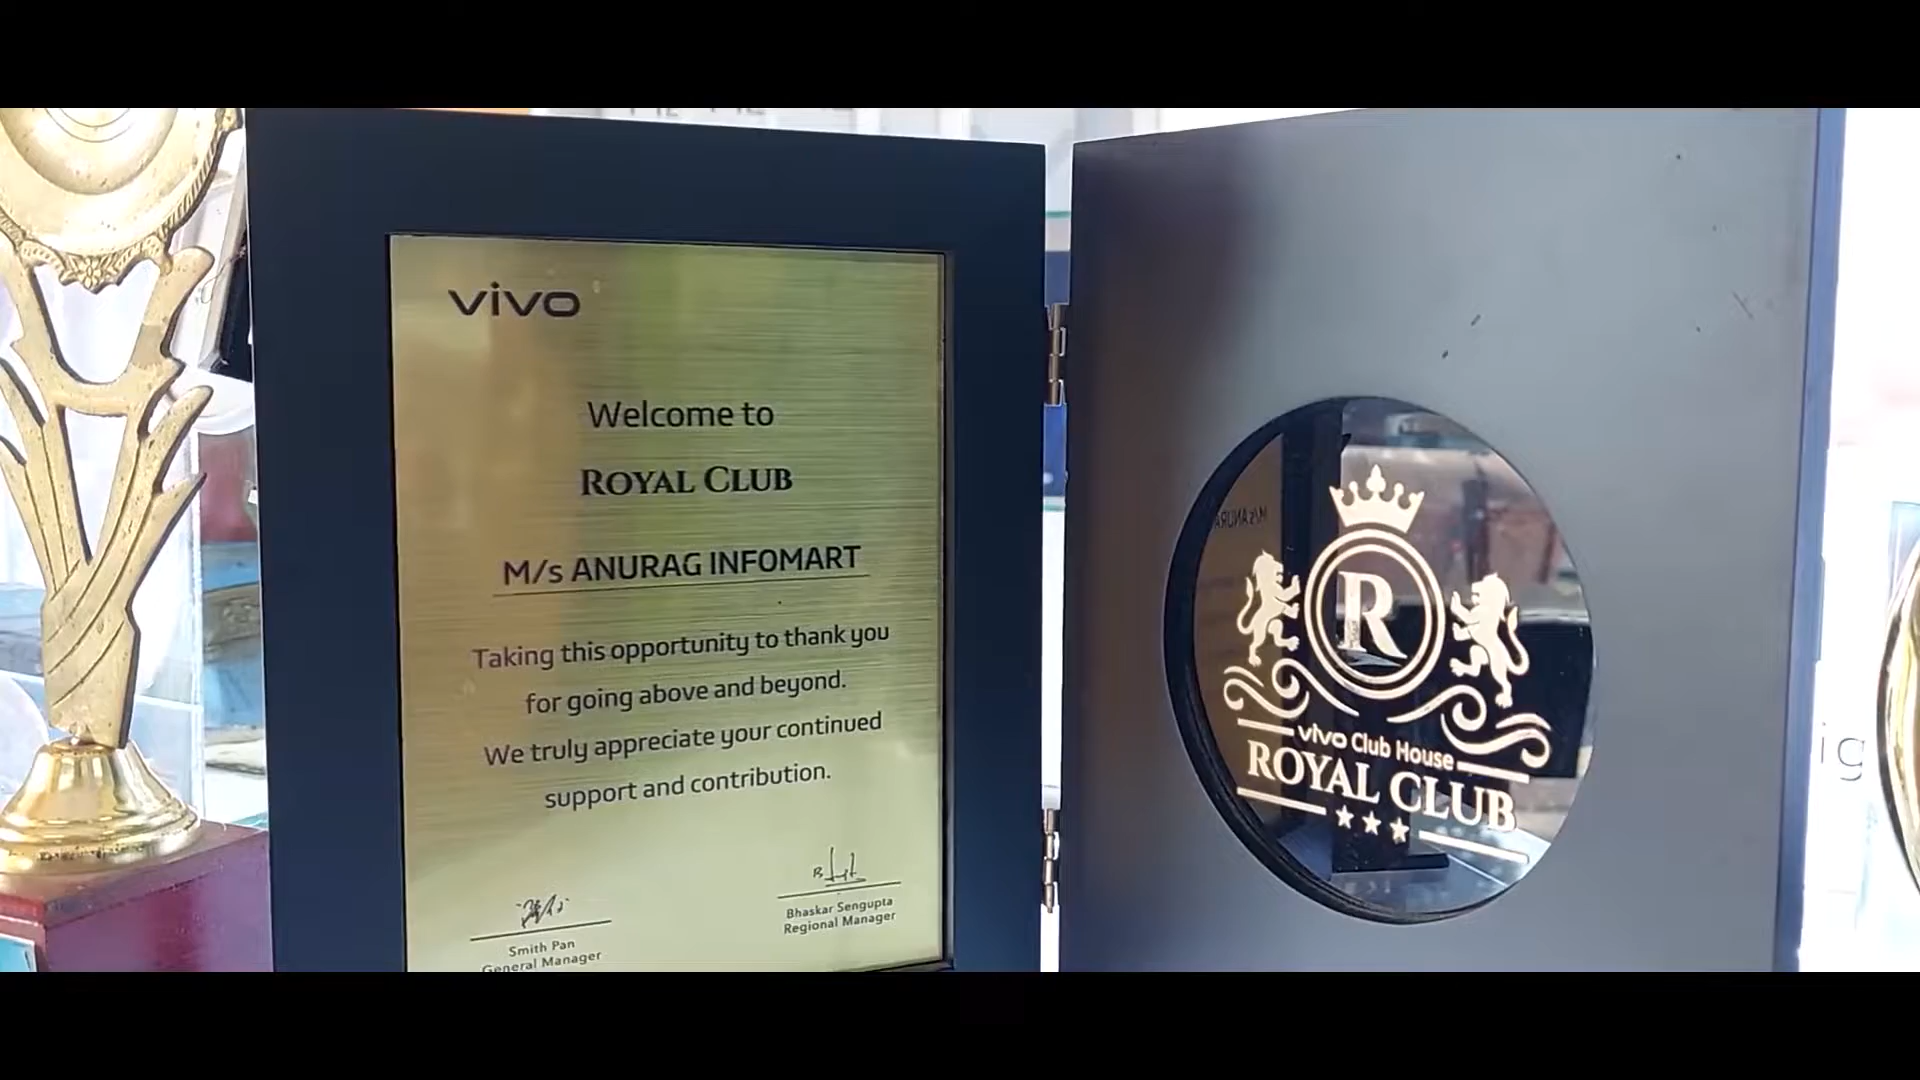 vivo
Welcome to
ROYAL CLUB
M/s ANURAG INFOMART
Taking this opportunity to thank you
for going above and beyond.
We truly appreciate your continued
support and contribution.
Smith Pan
General Manager
Bhaskar Sengupta
Regional Manager
R
vivo Club House
ROYAL CLUB
ig